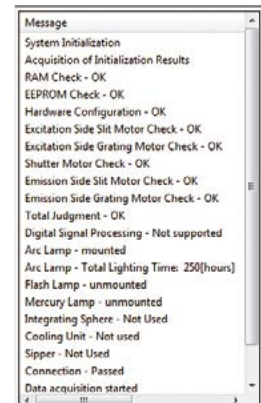 Message
System Initialization
Acquisition of Initialization Results
RAM Check - OK
EEPROM Check - OK
Hardware Configuration - OK
Excitation Side Slit Motor Check - OK
Excitation Side Grating Motor Check - OK
Shutter Motor Check - OK
Emission Side Slit Motor Check - OK
Emission Side Grating Motor Check - OK
Total Judgment - OK
Digital Signal Processing - Not supported
Arc Lamp - mounted
Arc Lamp - Total Lighting Time: 250[hours]
Flash Lamp - unmounted
Mercury Lamp - unmounted
Integrating Sphere - Not Used
Cooling Unit - Not used
Sipper - Not Used
Connection - Passed
Data acquisition started